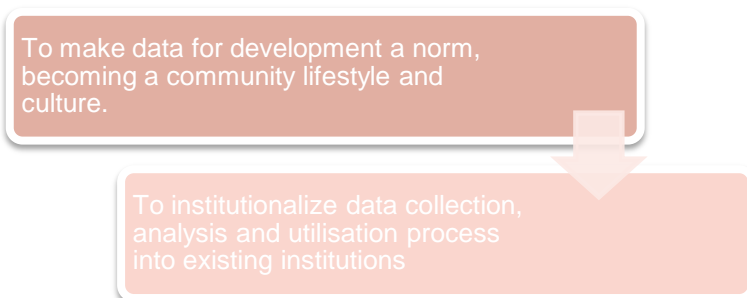 To make data for development a norm,
becoming a community lifestyle and
culture.
To institutionalize data collection,
analysis and utilisation process
into existing institutions